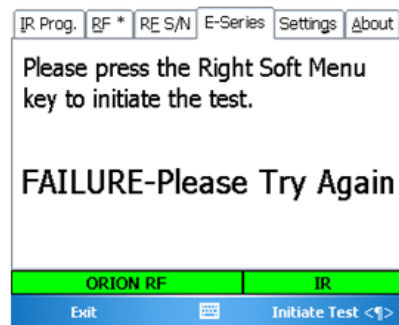 IR Prog. RF * RF S/N E-Series Settings About
Please press the Right Soft Menu
key to initiate the test.
FAILURE-Please Try Again
ORION RF IR
Exit Initiate Test <¶>